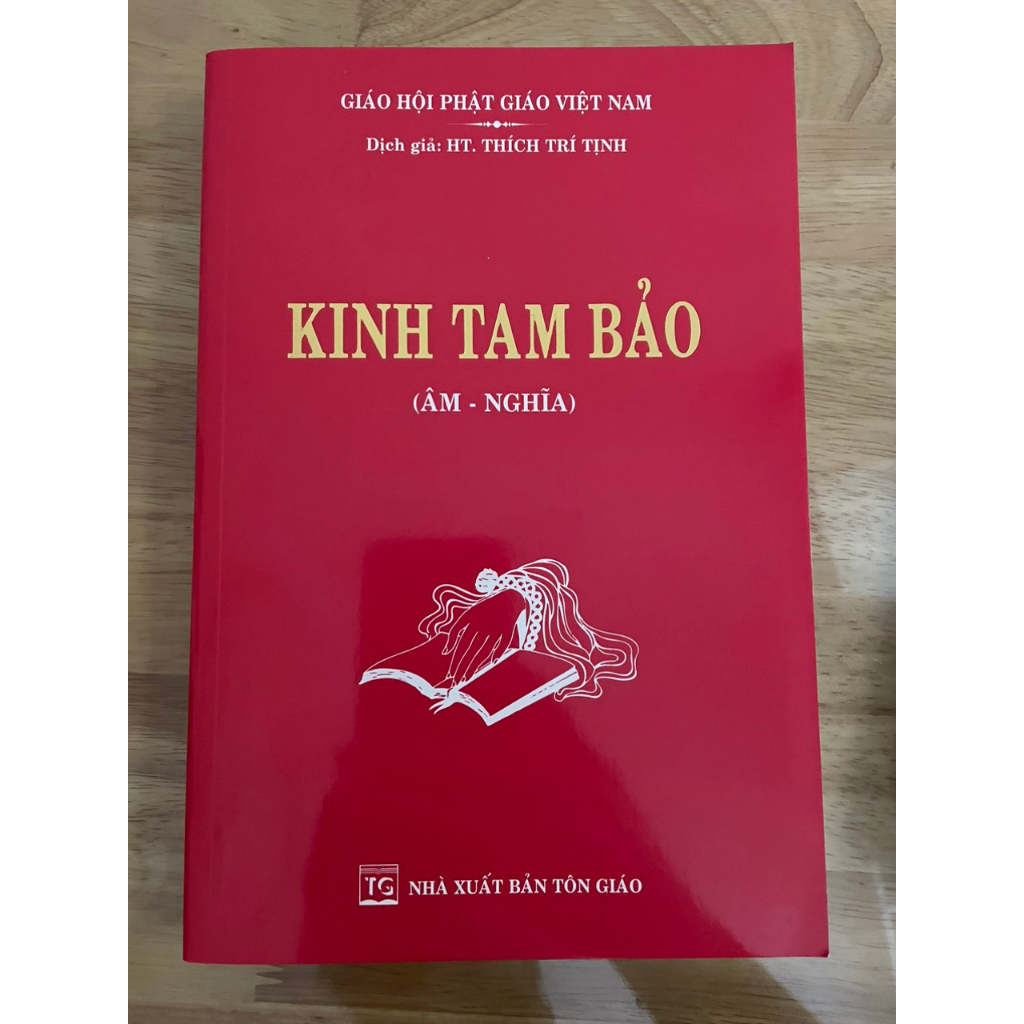 GIÁO HỘI PHẬT GIÁO VIỆT NAM
Dịch giả: HT. THÍCH TRÍ TỊNH
KINH TAM BẢO
(ÂM - NGHĨA)
TG NHÀ XUẤT BẢN TÔN GIÁO